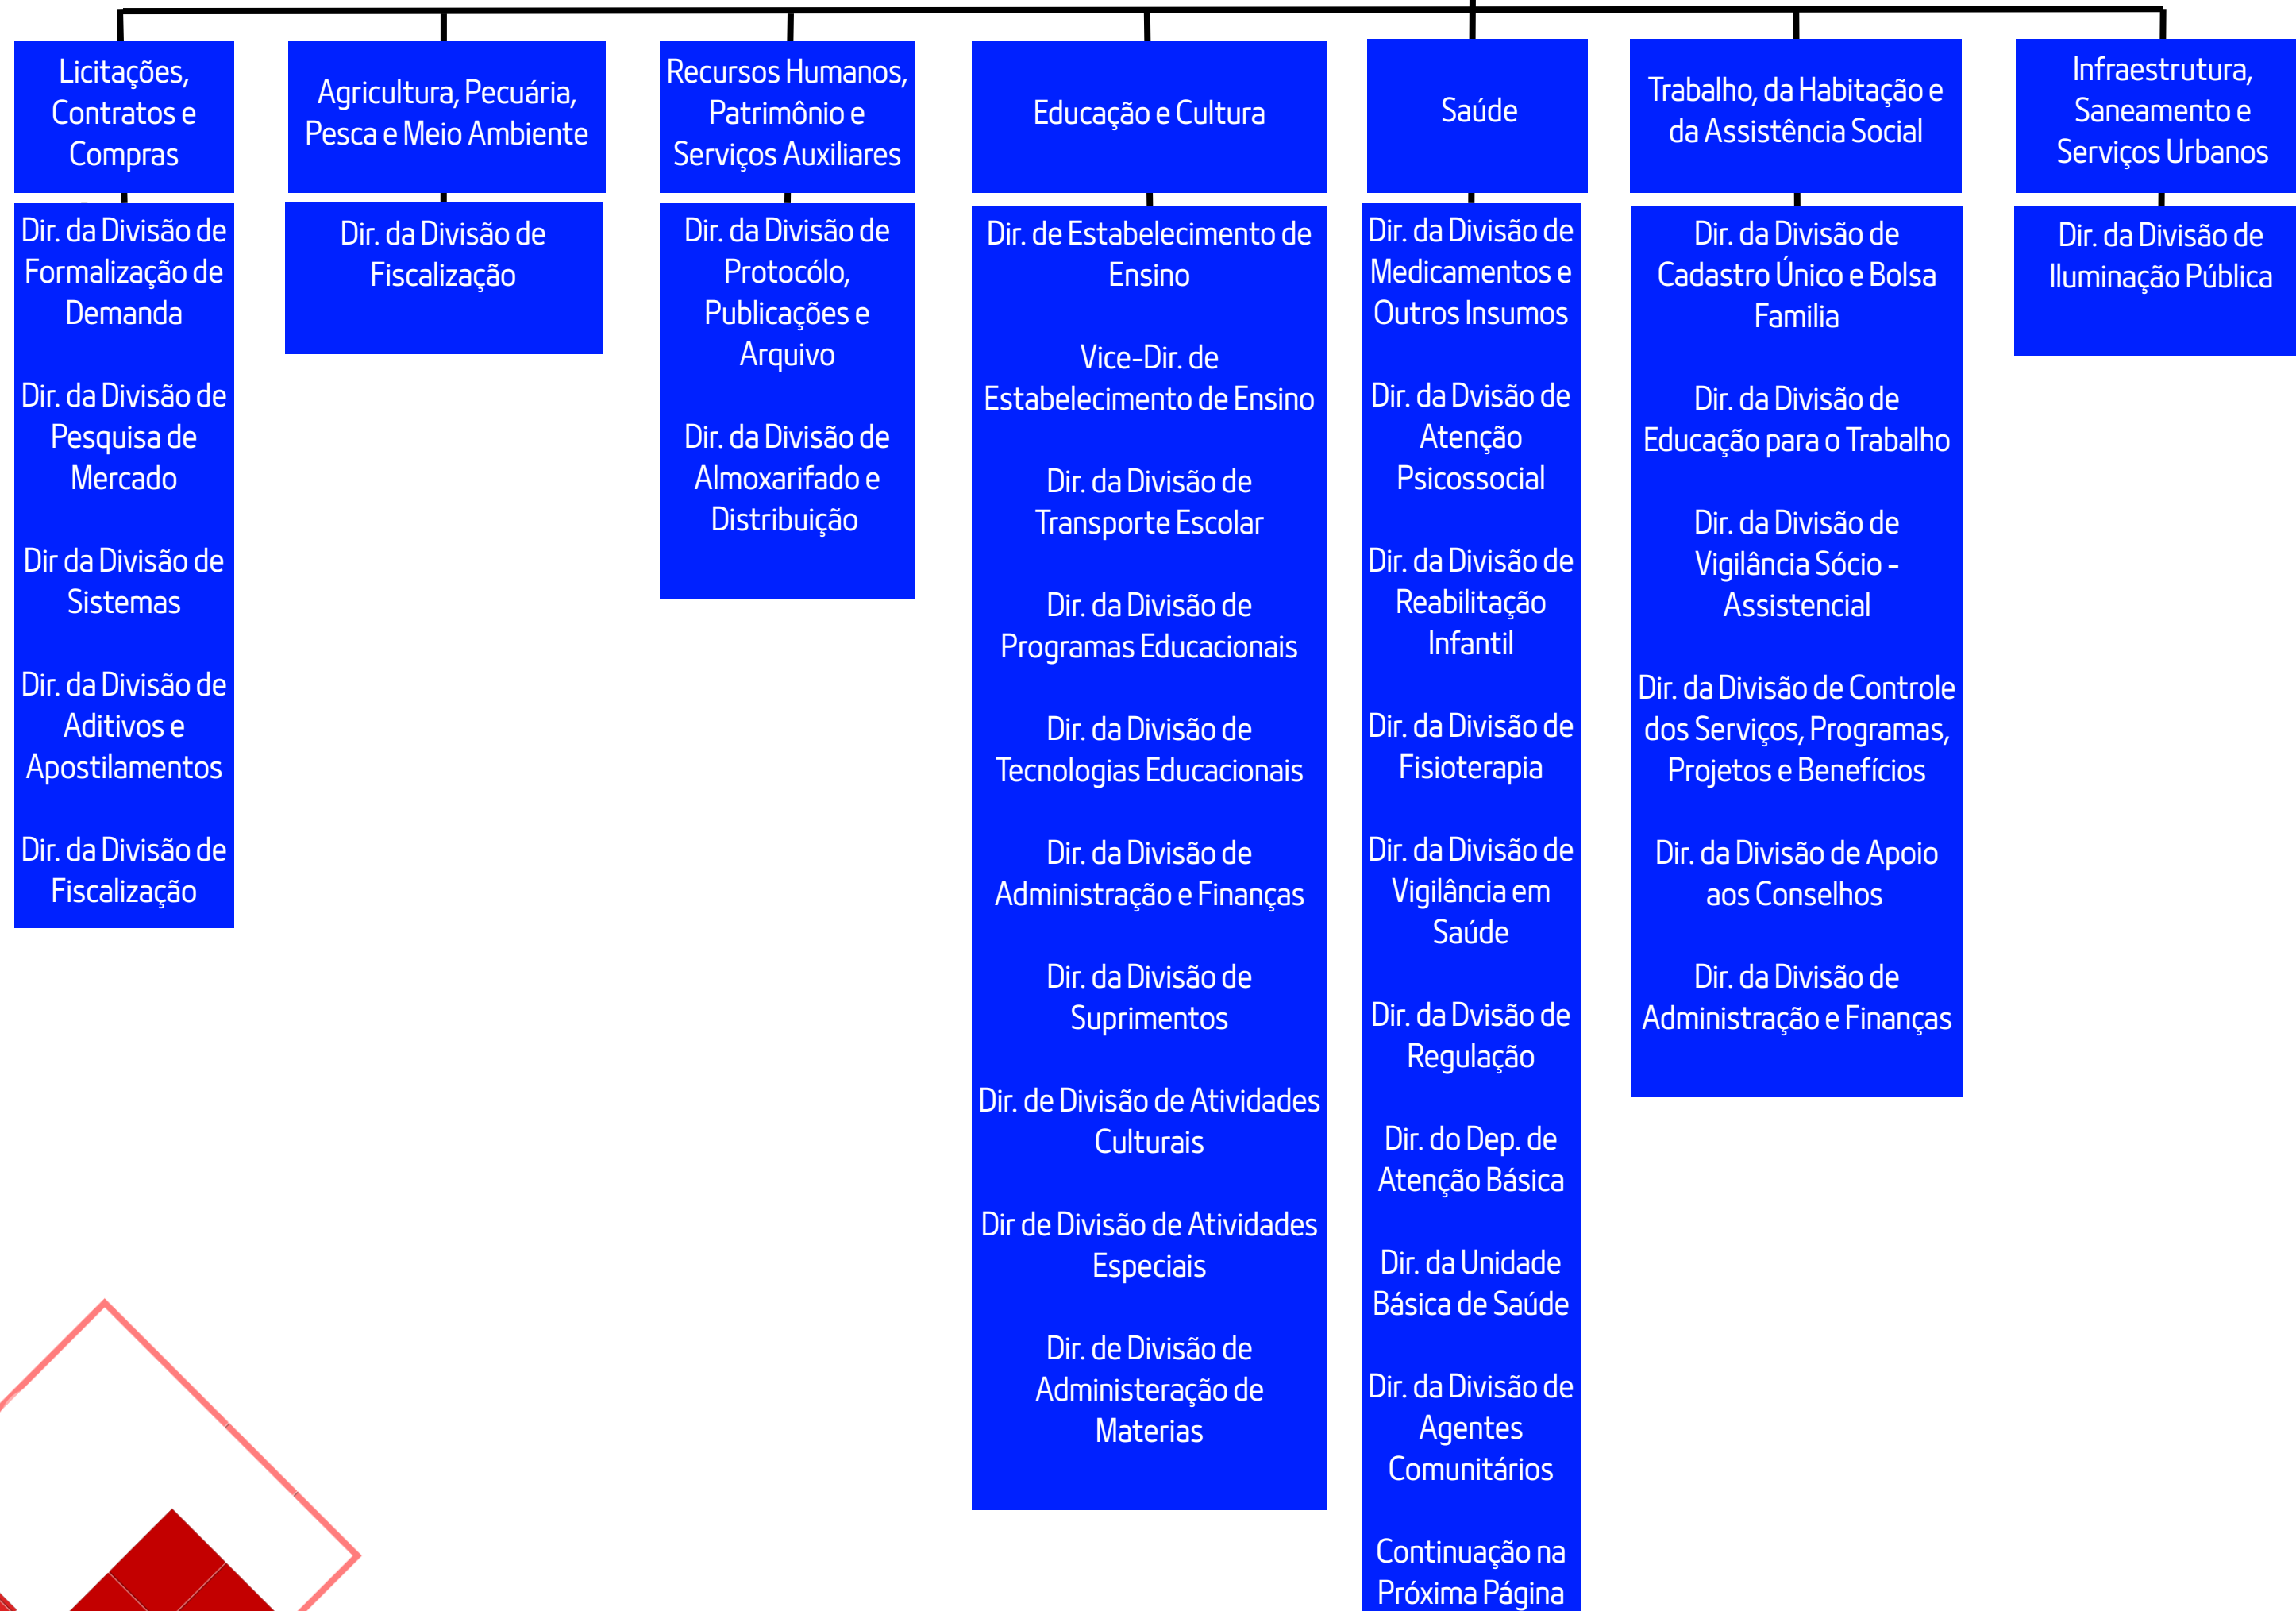 Licitações,
Contratos e
Compras
Agricultura, Pecuária,
Pesca e Meio Ambiente
Recursos Humanos,
Patrimônio e
Serviços Auxiliares
Educação e Cultura
Saúde
Trabalho, da Habitação e
da Assistência Social
Infraestrutura,
Saneamento e
Serviços Urbanos
Dir. da Divisão de
Formalização de
Demanda
Dir. da Divisão de
Pesquisa de
Mercado
Dir da Divisão de
Sistemas
Dir. da Divisão de
Aditivos e
Apostilamentos
Dir. da Divisão de
Fiscalização
Dir. da Divisão de
Fiscalização
Dir. da Divisão de
Protocólo,
Publicações e
Arquivo
Dir. da Divisão de
Almoxarifado e
Distribuição
Dir. de Estabelecimento de
Ensino
Vice-Dir. de
Estabelecimento de Ensino
Dir. da Divisão de
Transporte Escolar
Dir. da Divisão de
Programas Educacionais
Dir. da Divisão de
Tecnologias Educacionais
Dir. da Divisão de
Administração e Finanças
Dir. da Divisão de
Suprimentos
Dir. de Divisão de Atividades
Culturais
Dir de Divisão de Atividades
Especiais
Dir. de Divisão de
Administeração de
Materias
Dir. da Divisão de
Medicamentos e
Outros Insumos
Dir. da Dvisão de
Atenção
Psicossocial
Dir. da Divisão de
Reabilitação
Infantil
Dir. da Divisão de
Fisioterapia
Dir. da Divisão de
Vigilância em
Saúde
Dir. da Dvisão de
Regulação
Dir. do Dep. de
Atenção Básica
Dir. da Unidade
Básica de Saúde
Dir. da Divisão de
Agentes
Comunitários
Continuação na
Próxima Página
Dir. da Divisão de
Cadastro Único e Bolsa
Familia
Dir. da Divisão de
Educação para o Trabalho
Dir. da Divisão de
Vigilância Sócio -
Assistencial
Dir. da Divisão de Controle
dos Serviços, Programas,
Projetos e Benefícios
Dir. da Divisão de Apoio
aos Conselhos
Dir. da Divisão de
Administração e Finanças
Dir. da Divisão de
Iluminação Pública